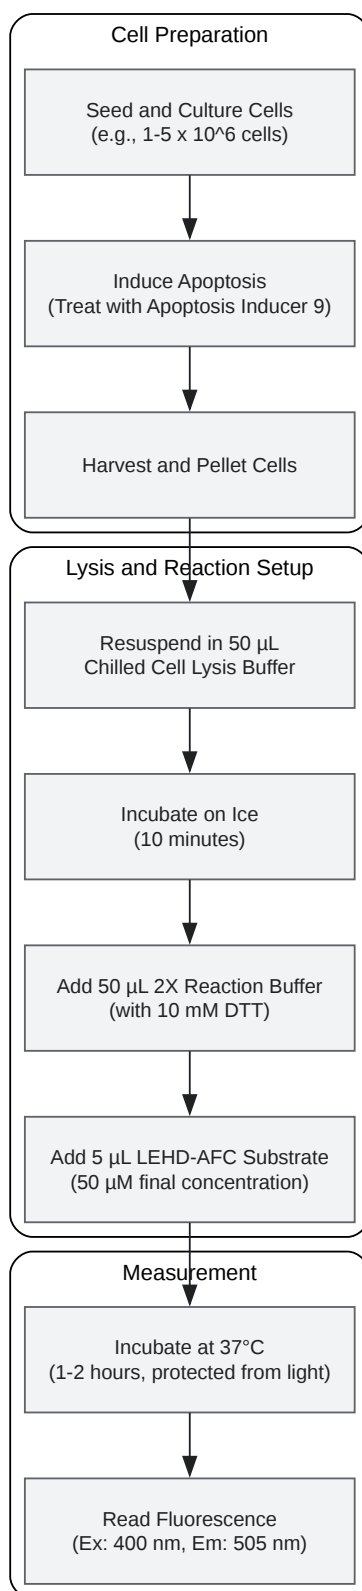 Cell Preparation
Seed and Culture Cells
(e.g., 1-5 x 10^6 cells)
Induce Apoptosis
(Treat with Apoptosis Inducer 9)
Harvest and Pellet Cells
Lysis and Reaction Setup
Resuspend in 50 µL
Chilled Cell Lysis Buffer
Incubate on Ice
(10 minutes)
Add 50 µL 2X Reaction Buffer
(with 10 mM DTT)
Add 5 µL LEHD-AFC Substrate
(50 µM final concentration)
Measurement
Incubate at 37°C
(1-2 hours, protected from light)
Read Fluorescence
(Ex: 400 nm, Em: 505 nm)